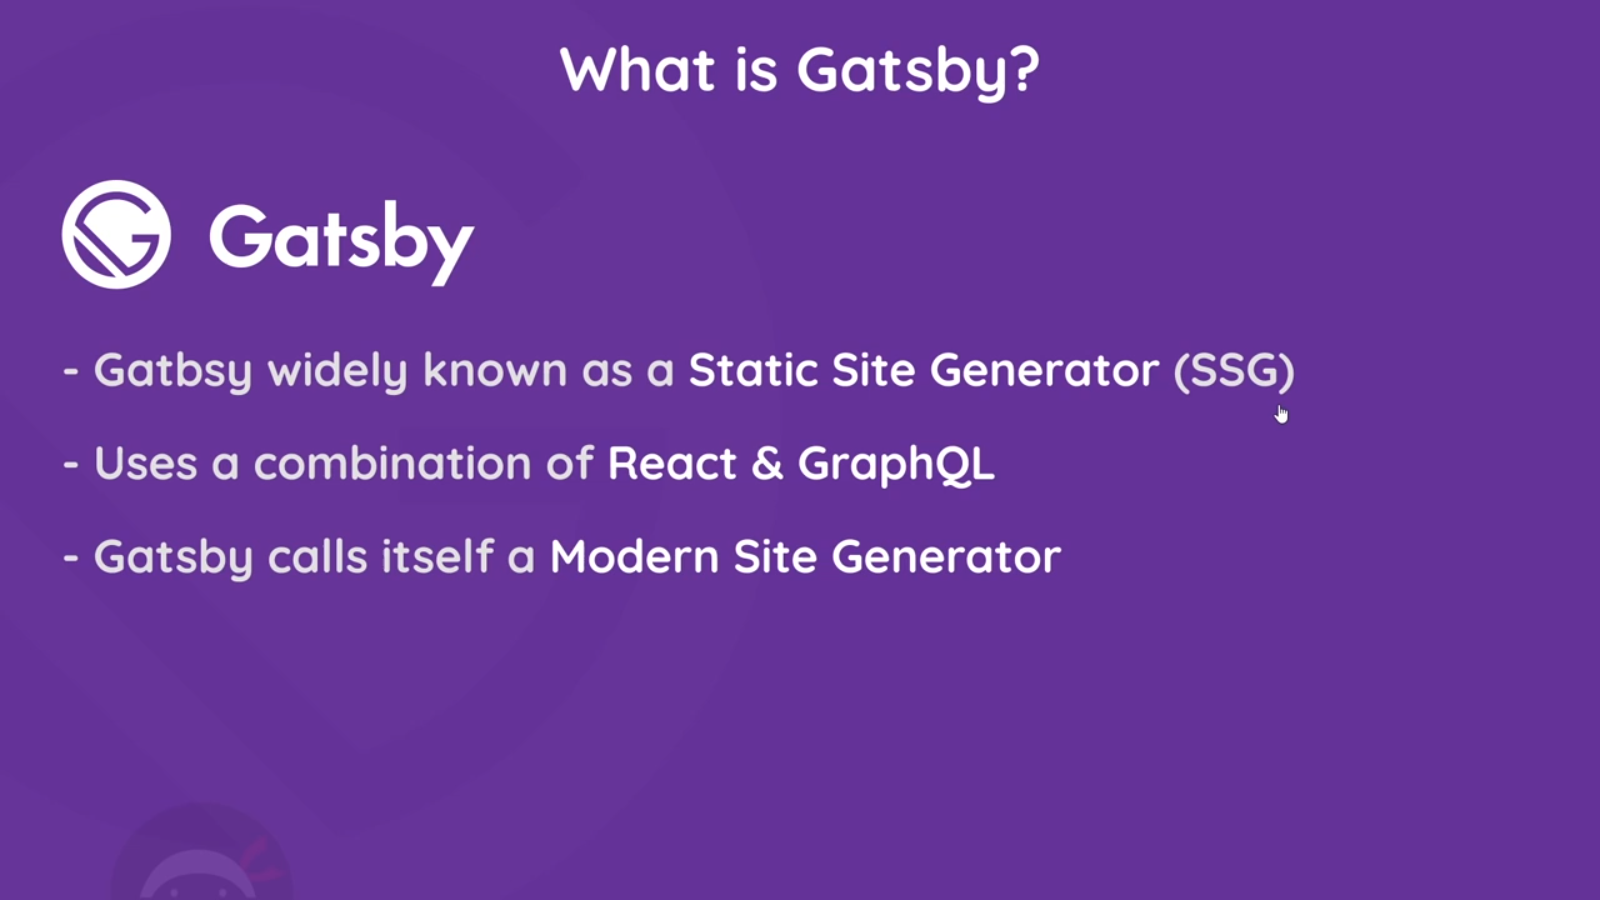 What is Gatsby?
Gatsby
- Gatbsy widely known as a Static Site Generator (SSG)
- Uses a combination of React & GraphQL
- Gatsby calls itself a Modern Site Generator